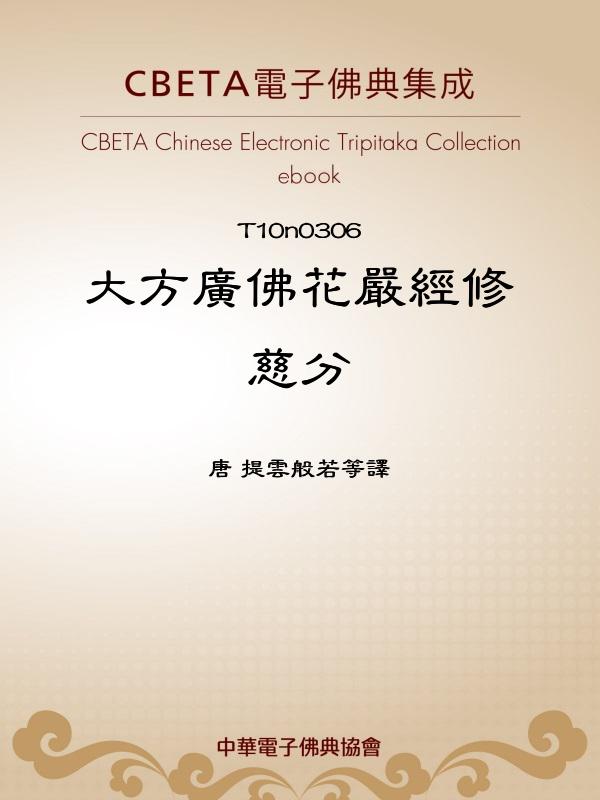 CBETA電子佛典集成
CBETA Chinese Electronic Tripitaka Collection
ebook
T10n0306
大方廣佛花嚴經修
慈分
唐 提雲般若等譯
中華電子佛典協會